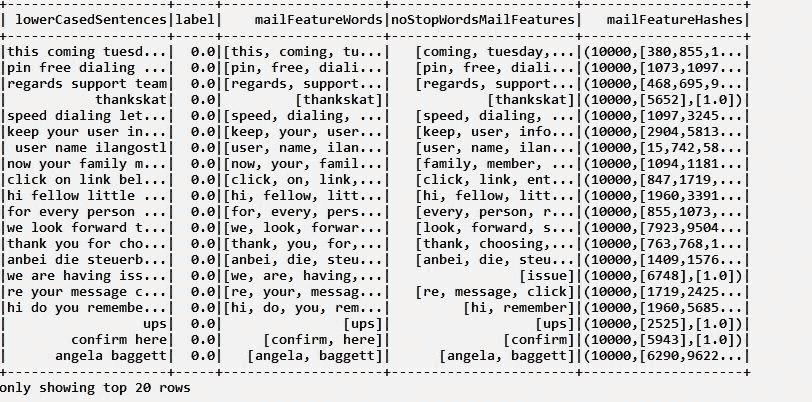 +--------------------+-----+--------------------+-----------------------+--------------------+
| lowerCasedSentences|label|    mailFeatureWords|noStopWordsMailFeatures|   mailFeatureHashes|
+--------------------+-----+--------------------+-----------------------+--------------------+
|this coming tuesd...|  0.0|[this, coming, tu...|   [coming, tuesday,...|(10000,[380,855,1...|
|pin free dialing ...|  0.0|[pin, free, diali...|   [pin, free, diali...|(10000,[1073,1097...|
|regards support team|  0.0|[regards, support...|   [regards, support...|(10000,[468,695,9...|
|           thankskat|  0.0|         [thankskat]|            [thankskat]|(10000,[5652],[1.0])|
|speed dialing let...|  0.0|[speed, dialing, ...|   [speed, dialing, ...|(10000,[1097,3245...|
|keep your user in...|  0.0|[keep, your, user...|   [keep, user, info...|(10000,[2904,5813...|
| user name ilangostl|  0.0|[user, name, ilan...|   [user, name, ilan...|(10000,[15,742,58...|
|now your family m...|  0.0|[now, your, famil...|   [family, member, ...|(10000,[1094,1181...|
|click on link bel...|  0.0|[click, on, link,...|   [click, link, ent...|(10000,[847,1719,...|
|hi fellow little ...|  0.0|[hi, fellow, litt...|   [hi, fellow, litt...|(10000,[1960,3391...|
|for every person ...|  0.0|[for, every, pers...|   [every, person, r...|(10000,[855,1073,...|
|we look forward t...|  0.0|[we, look, forwar...|   [look, forward, s...|(10000,[7923,9504...|
|thank you for cho...|  0.0|[thank, you, for,...|   [thank, choosing,...|(10000,[763,768,1...|
|anbei die steuerb...|  0.0|[anbei, die, steu...|   [anbei, die, steu...|(10000,[1409,1576...|
|we are having iss...|  0.0|[we, are, having,...|                [issue]|(10000,[6748],[1.0])|
|re your message c...|  0.0|[re, your, messag...|   [re, message, click]|(10000,[1719,2425...|
|hi do you remembe...|  0.0|[hi, do, you, rem...|         [hi, remember]|(10000,[1960,5685...|
|                 ups|  0.0|               [ups]|                  [ups]|(10000,[2525],[1.0])|
|        confirm here|  0.0|     [confirm, here]|              [confirm]|(10000,[5943],[1.0])|
|      angela baggett|  0.0|   [angela, baggett]|      [angela, baggett]|(10000,[6290,9622...|
+--------------------+-----+--------------------+-----------------------+--------------------+
only showing top 20 rows